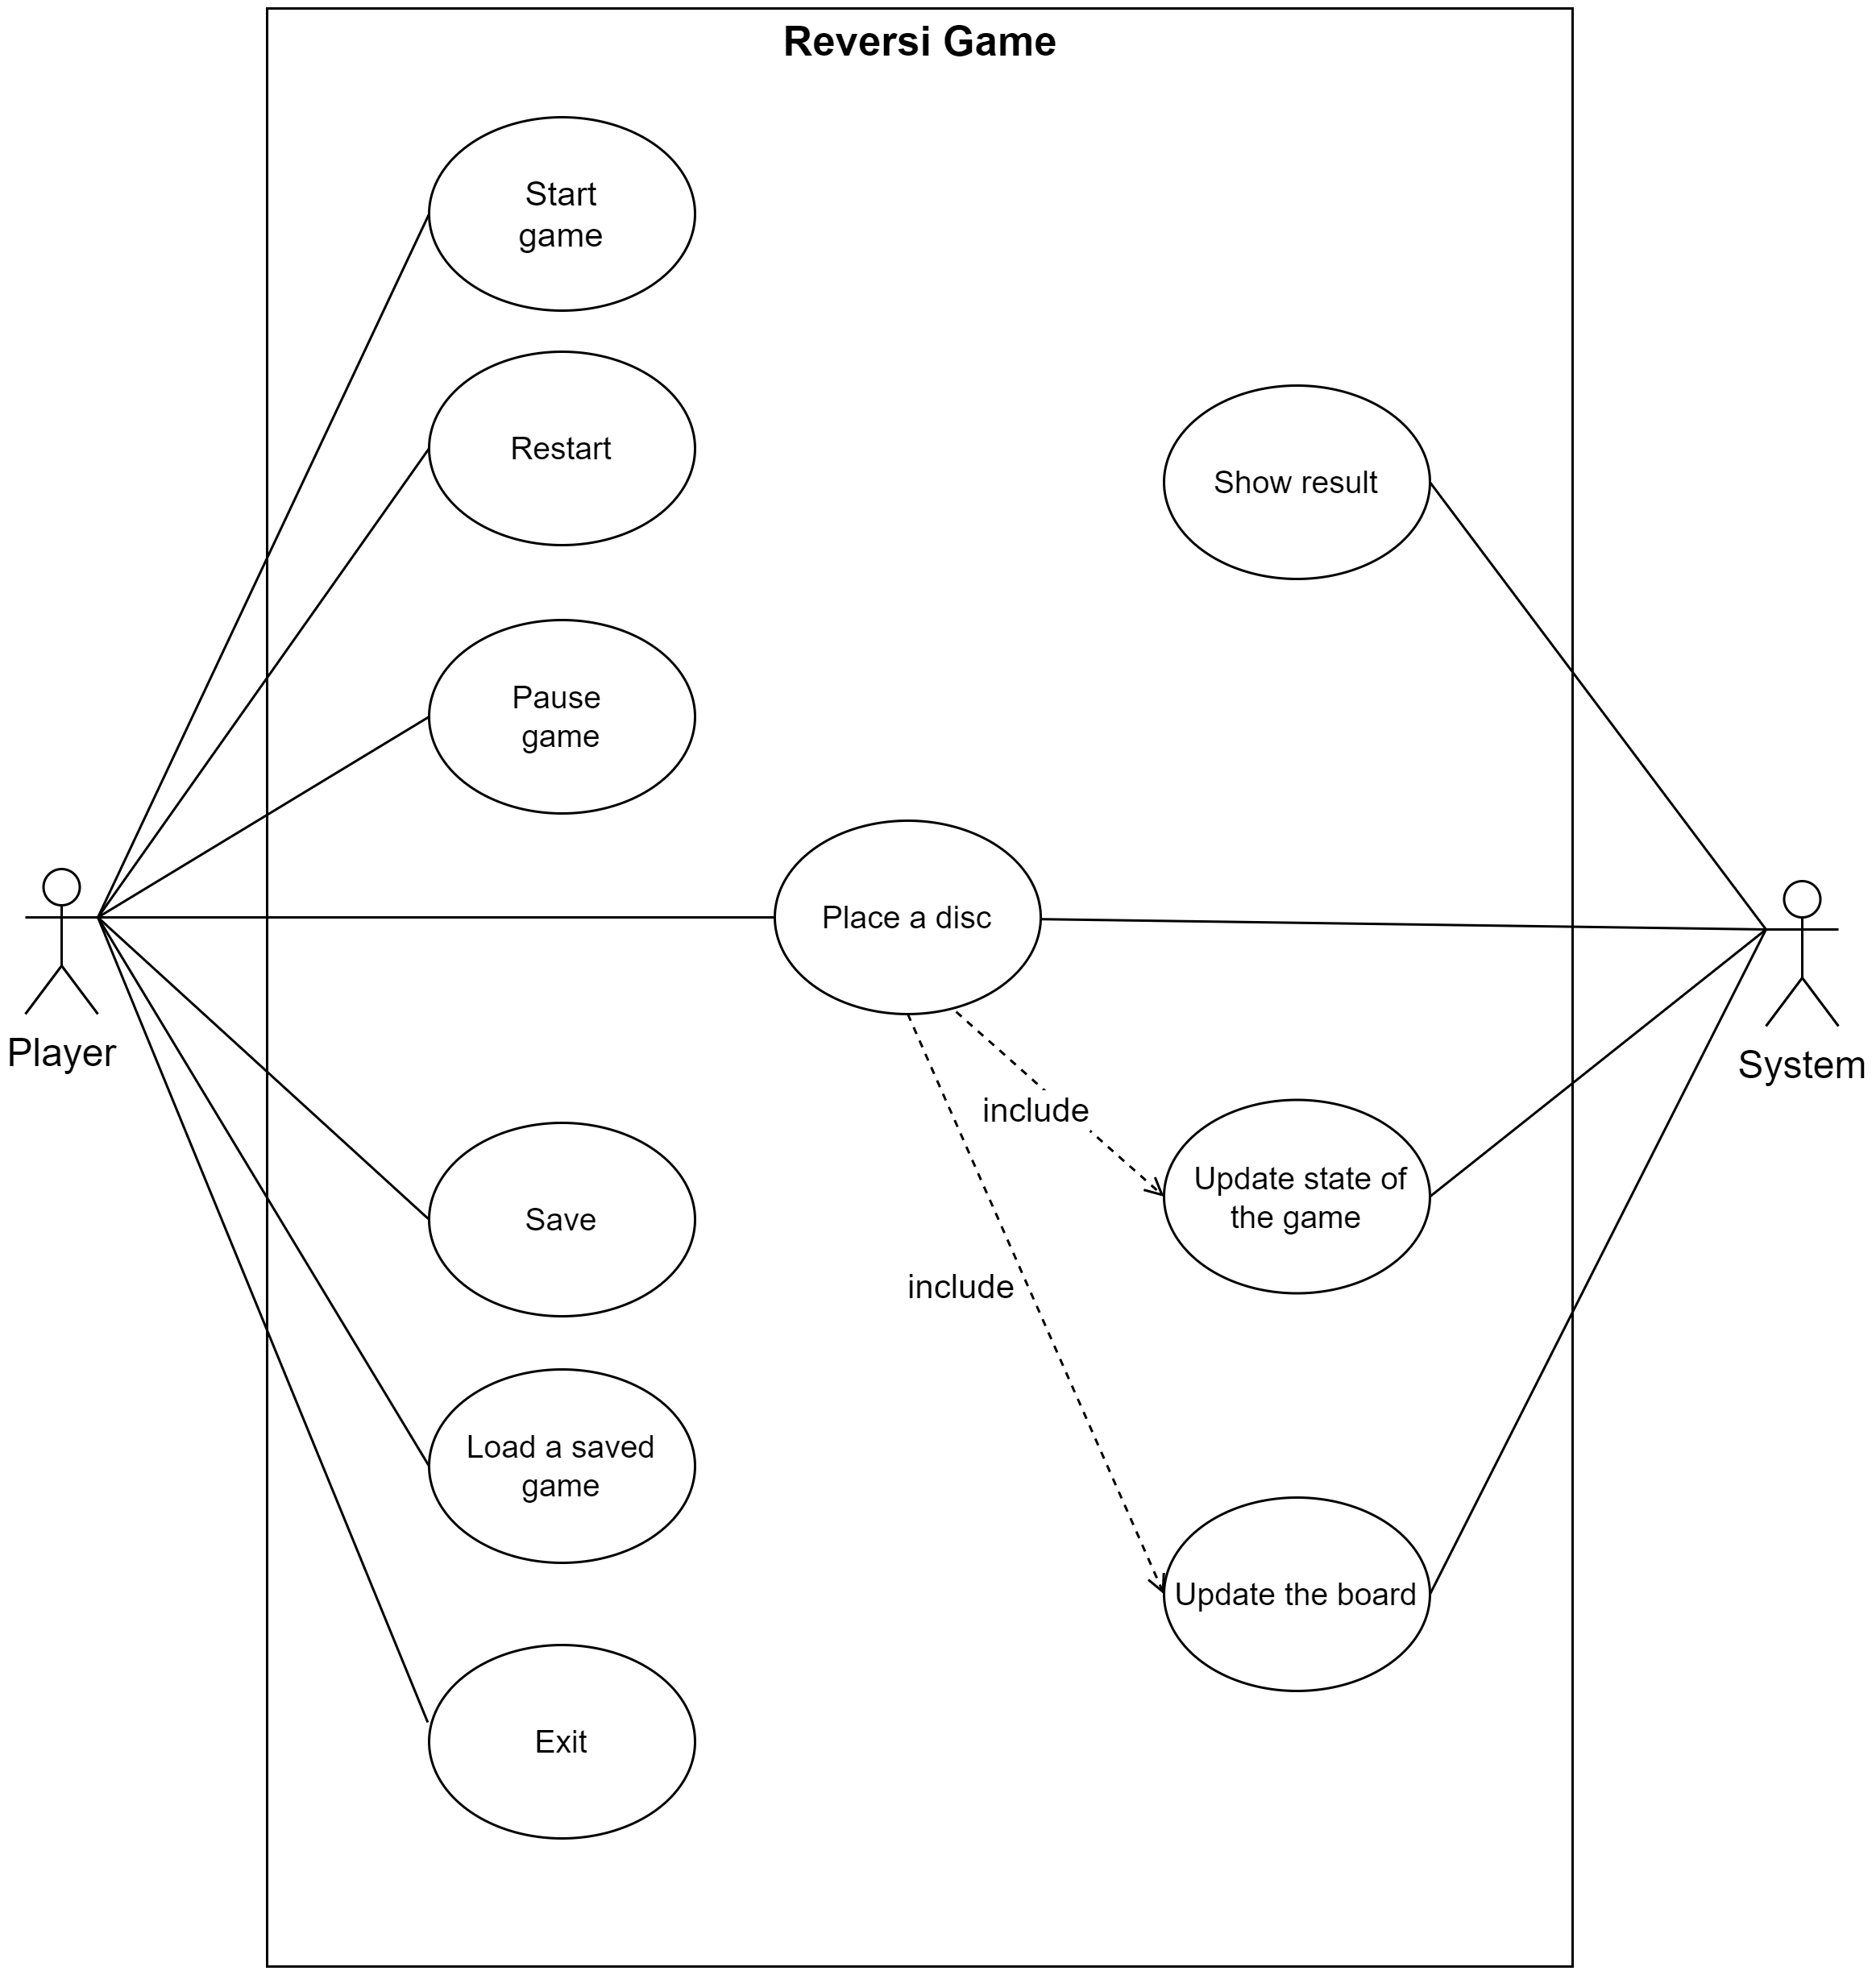 Reversi Game
Start
game
Restart
Show result
Pause
game
Place a disc
Player
System
include
Update state of
the game
Save
include
Load a saved
game
Update the board
Exit